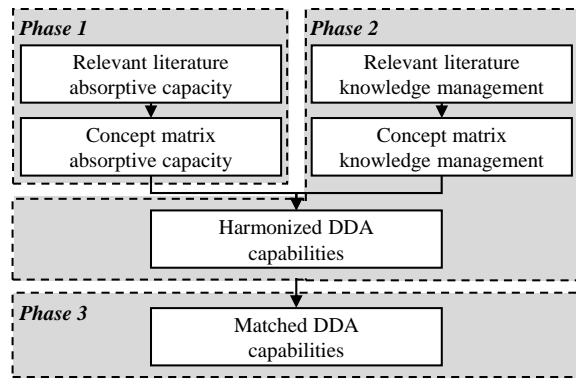 Phase 1
Relevant literature
absorptive capacity
Concept matrix
absorptive capacity
Phase 2
Relevant literature
knowledge management
Concept matrix
knowledge management
Harmonized DDA
capabilities
Phase 3
Matched DDA
capabilities